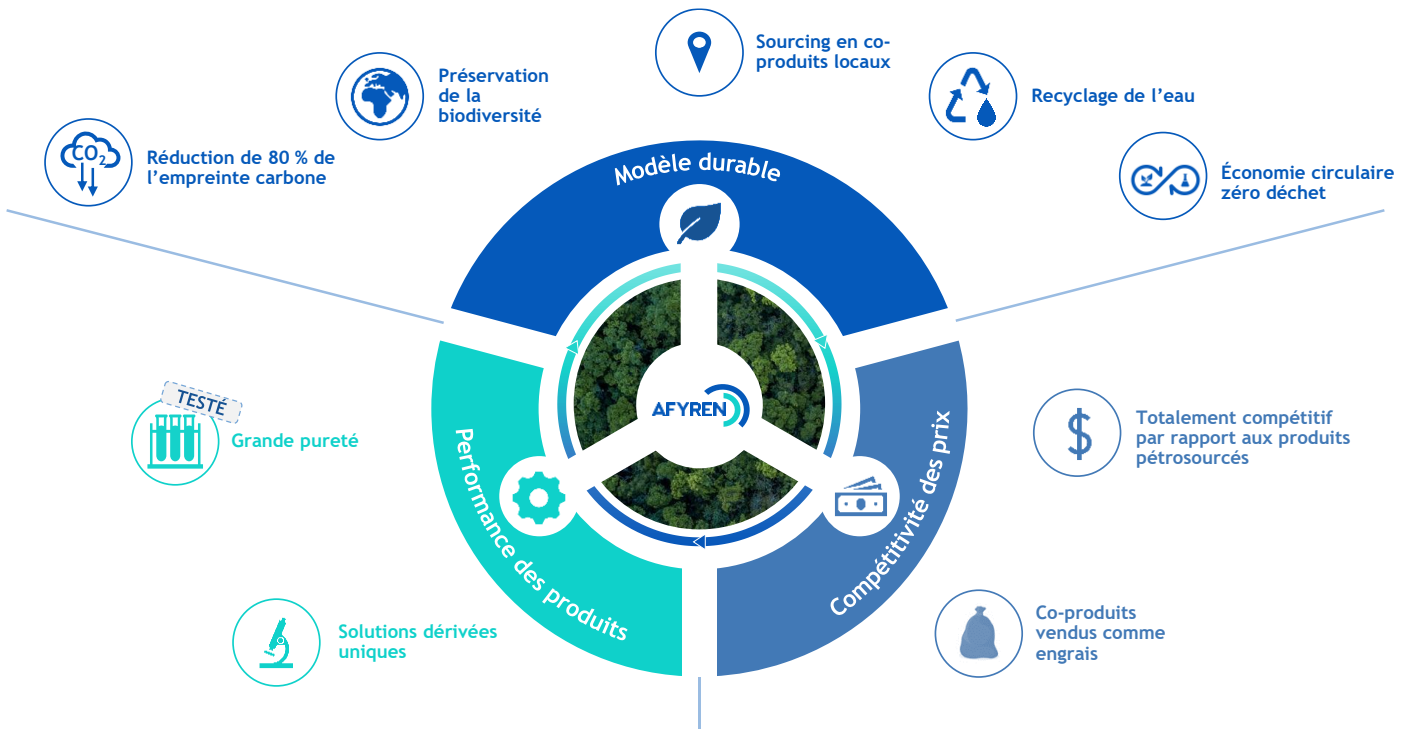 Sourcing en co-
produits locaux
Préservation
de la
biodiversité
Recyclage de l'eau
CO2
Réduction de 80 % de
l'empreinte carbone
Économie circulaire
zéro déchet
Modèle durable
TESTÉ
Grande pureté
AFYREN
Totalement compétitif
par rapport aux produits
pétrosourcés
Performance des produits
Compétitivité des prix
Solutions dérivées
uniques
Co-produits
vendus comme
engrais